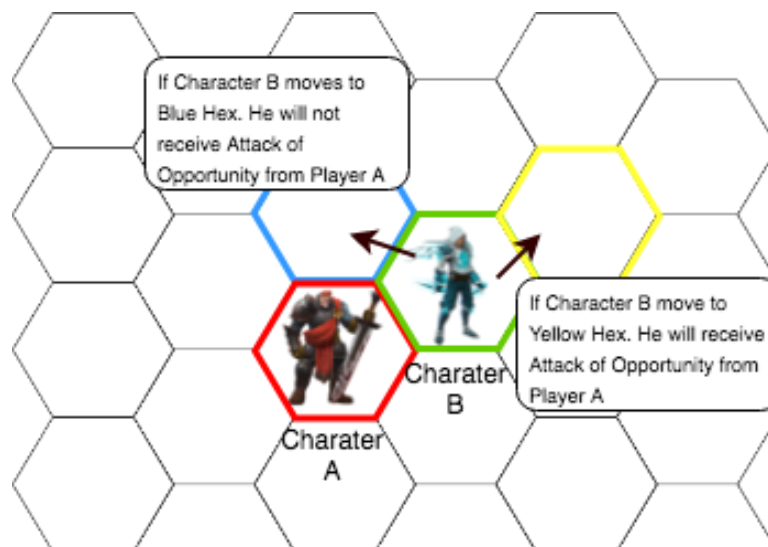 If Character B moves to
Blue Hex. He will not
receive Attack of
Opportunity from Player A
If Character B move to
Yellow Hex. He will receive
Attack of Opportunity from
Player A
Charater
B
Charater
A